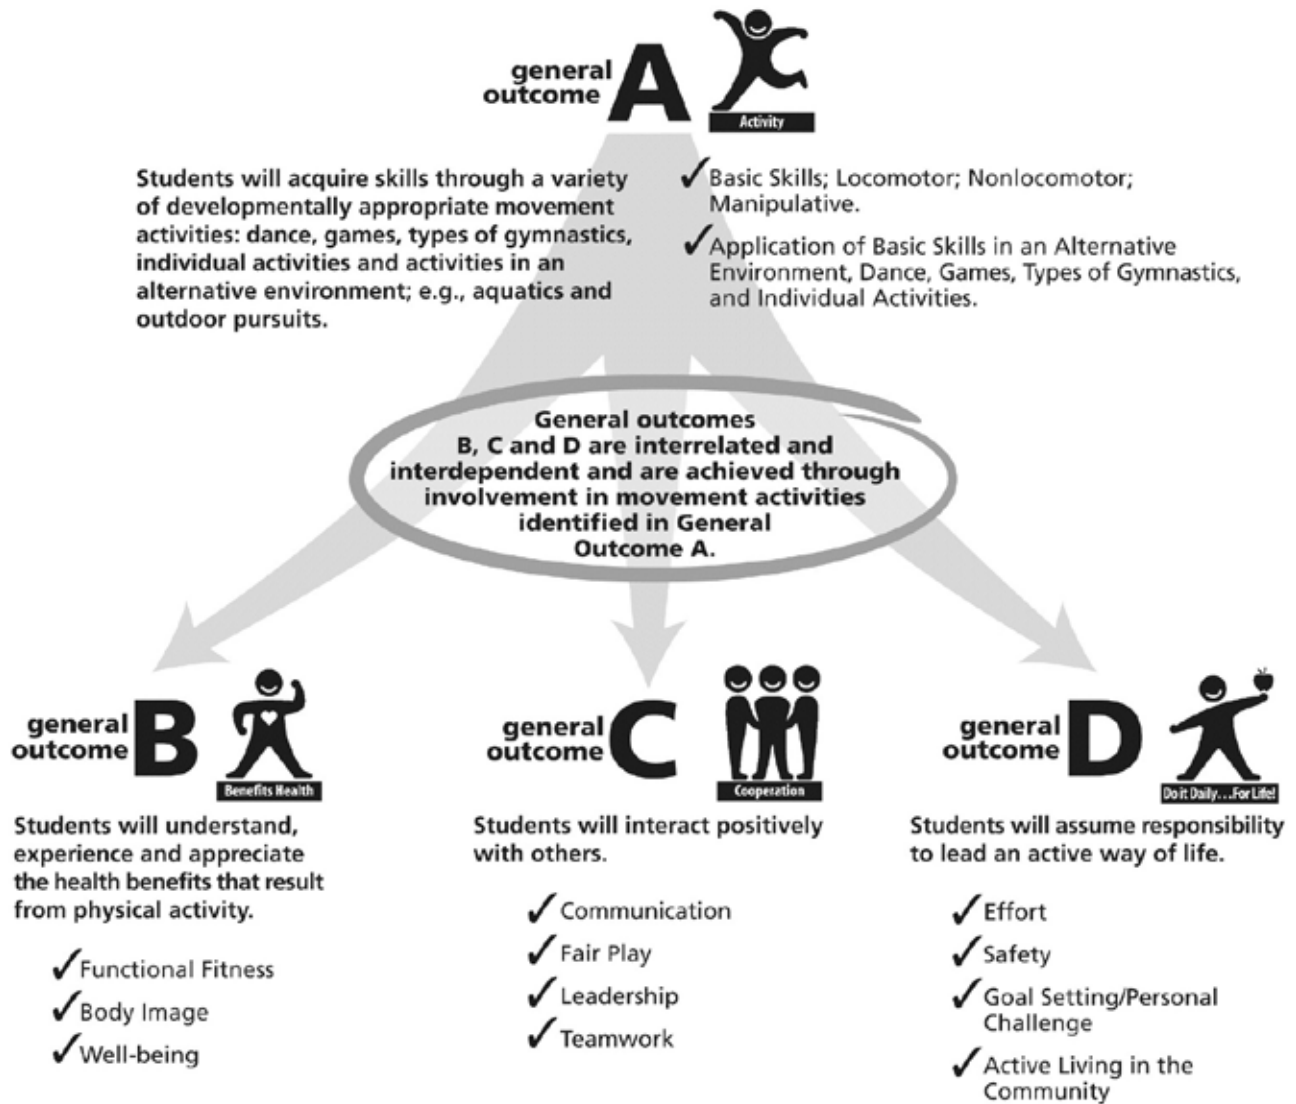 general
outcome A
Activity
Students will acquire skills through a variety
of developmentally appropriate movement
activities: dance, games, types of gymnastics,
individual activities and activities in an
alternative environment; e.g., aquatics and
outdoor pursuits.
✓Basic Skills; Locomotor; Nonlocomotor;
Manipulative.
✓Application of Basic Skills in an Alternative
Environment, Dance, Games, Types of Gymnastics,
and Individual Activities.
General outcomes
B, C and D are interrelated and
interdependent and are achieved through
involvement in movement activities
identified in General
Outcome A.
general
outcome B
Benefits Health
Students will understand,
experience and appreciate
the health benefits that result
from physical activity.
✓Functional Fitness
✓Body Image
✓Well-being
general
outcome C
Cooperation
Students will interact positively
with others.
✓Communication
✓Fair Play
✓Leadership
✓Teamwork
general
outcome D
Do it Daily...For Life!
Students will assume responsibility
to lead an active way of life.
✓Effort
✓Safety
✓Goal Setting/Personal
Challenge
✓Active Living in the
Community